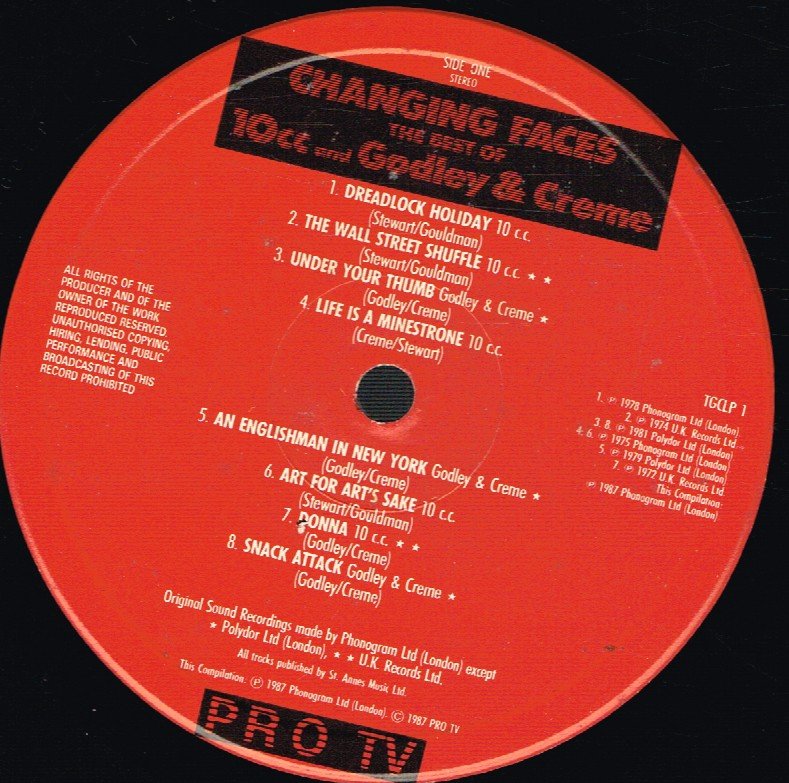 SIDE ONE
STEREO
CHANGING FACES
THE BEST OF
10cc and Godley & Creme
1. DREADLOCK HOLIDAY 10 c.c.
(Stewart/Gouldman)
2. THE WALL STREET SHUFFLE 10 c.c. ★ ★
(Stewart/Gouldman)
3. UNDER YOUR THUMB Godley & Creme ★
(Godley/Creme)
4. LIFE IS A MINESTRONE 10 c.c.
(Creme/Stewart)
ALL RIGHTS OF THE
PRODUCER AND OF THE
OWNER OF THE WORK
REPRODUCED RESERVED.
UNAUTHORISED COPYING,
HIRING, LENDING, PUBLIC
PERFORMANCE AND
BROADCASTING OF THIS
RECORD PROHIBITED
TGCLP 1
1. ℗ 1978 Phonogram Ltd (London)
2. ℗ 1974 U.K. Records Ltd
3. 8. ℗ 1981 Polydor Ltd (London)
4. 6. ℗ 1975 Phonogram Ltd (London)
5. ℗ 1979 Polydor Ltd (London)
7. ℗ 1972 U.K. Records Ltd
This Compilation:
℗ 1987 Phonogram Ltd (London)
5. AN ENGLISHMAN IN NEW YORK Godley & Creme ★
(Godley/Creme)
6. ART FOR ART'S SAKE 10 c.c.
(Stewart/Gouldman)
7. DONNA 10 c.c. ★ ★
(Godley/Creme)
8. SNACK ATTACK Godley & Creme ★
(Godley/Creme)
Original Sound Recordings made by Phonogram Ltd (London) except
★ Polydor Ltd (London), ★ ★ U.K. Records Ltd.
All tracks published by St. Annes Music Ltd.
This Compilation: ℗ 1987 Phonogram Ltd (London). © 1987 PRO TV
PRO TV